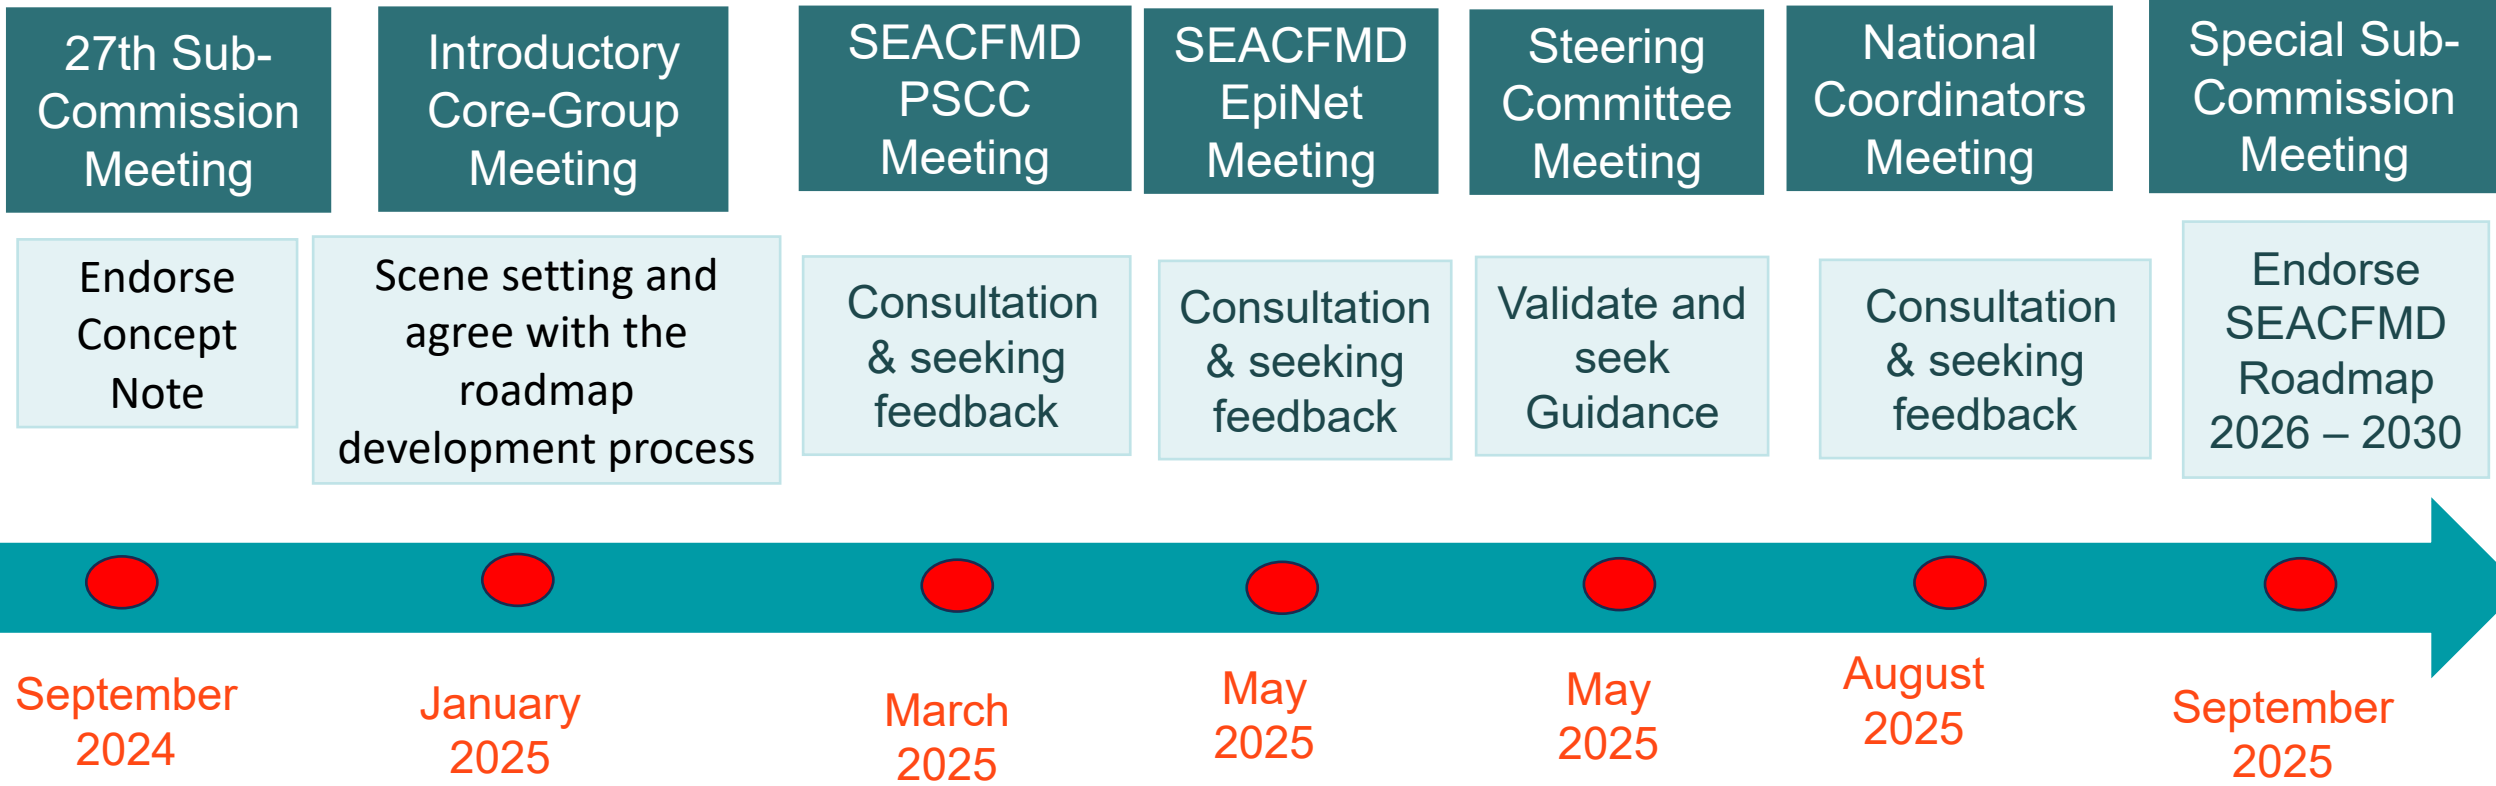 27th Sub-
Commission
Meeting
Introductory
Core-Group
Meeting
SEACFMD
PSCC
Meeting
SEACFMD
EpiNet
Meeting
Steering
Committee
Meeting
National
Coordinators
Meeting
Special Sub-
Commission
Meeting
Endorse
Concept
Note
Scene setting and
agree with the
roadmap
development process
Consultation
& seeking
feedback
Consultation
& seeking
feedback
Validate and
seek
Guidance
Consultation
& seeking
feedback
Endorse
SEACFMD
Roadmap
2026 – 2030
September
2024
January
2025
March
2025
May
2025
May
2025
August
2025
September
2025